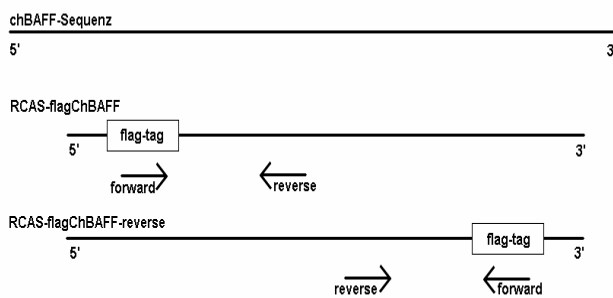 chBAFF-Sequenz
5' 3'
RCAS-flagChBAFF
flag-tag
5' 3'
forward reverse
RCAS-flagChBAFF-reverse
flag-tag
5' 3'
reverse forward